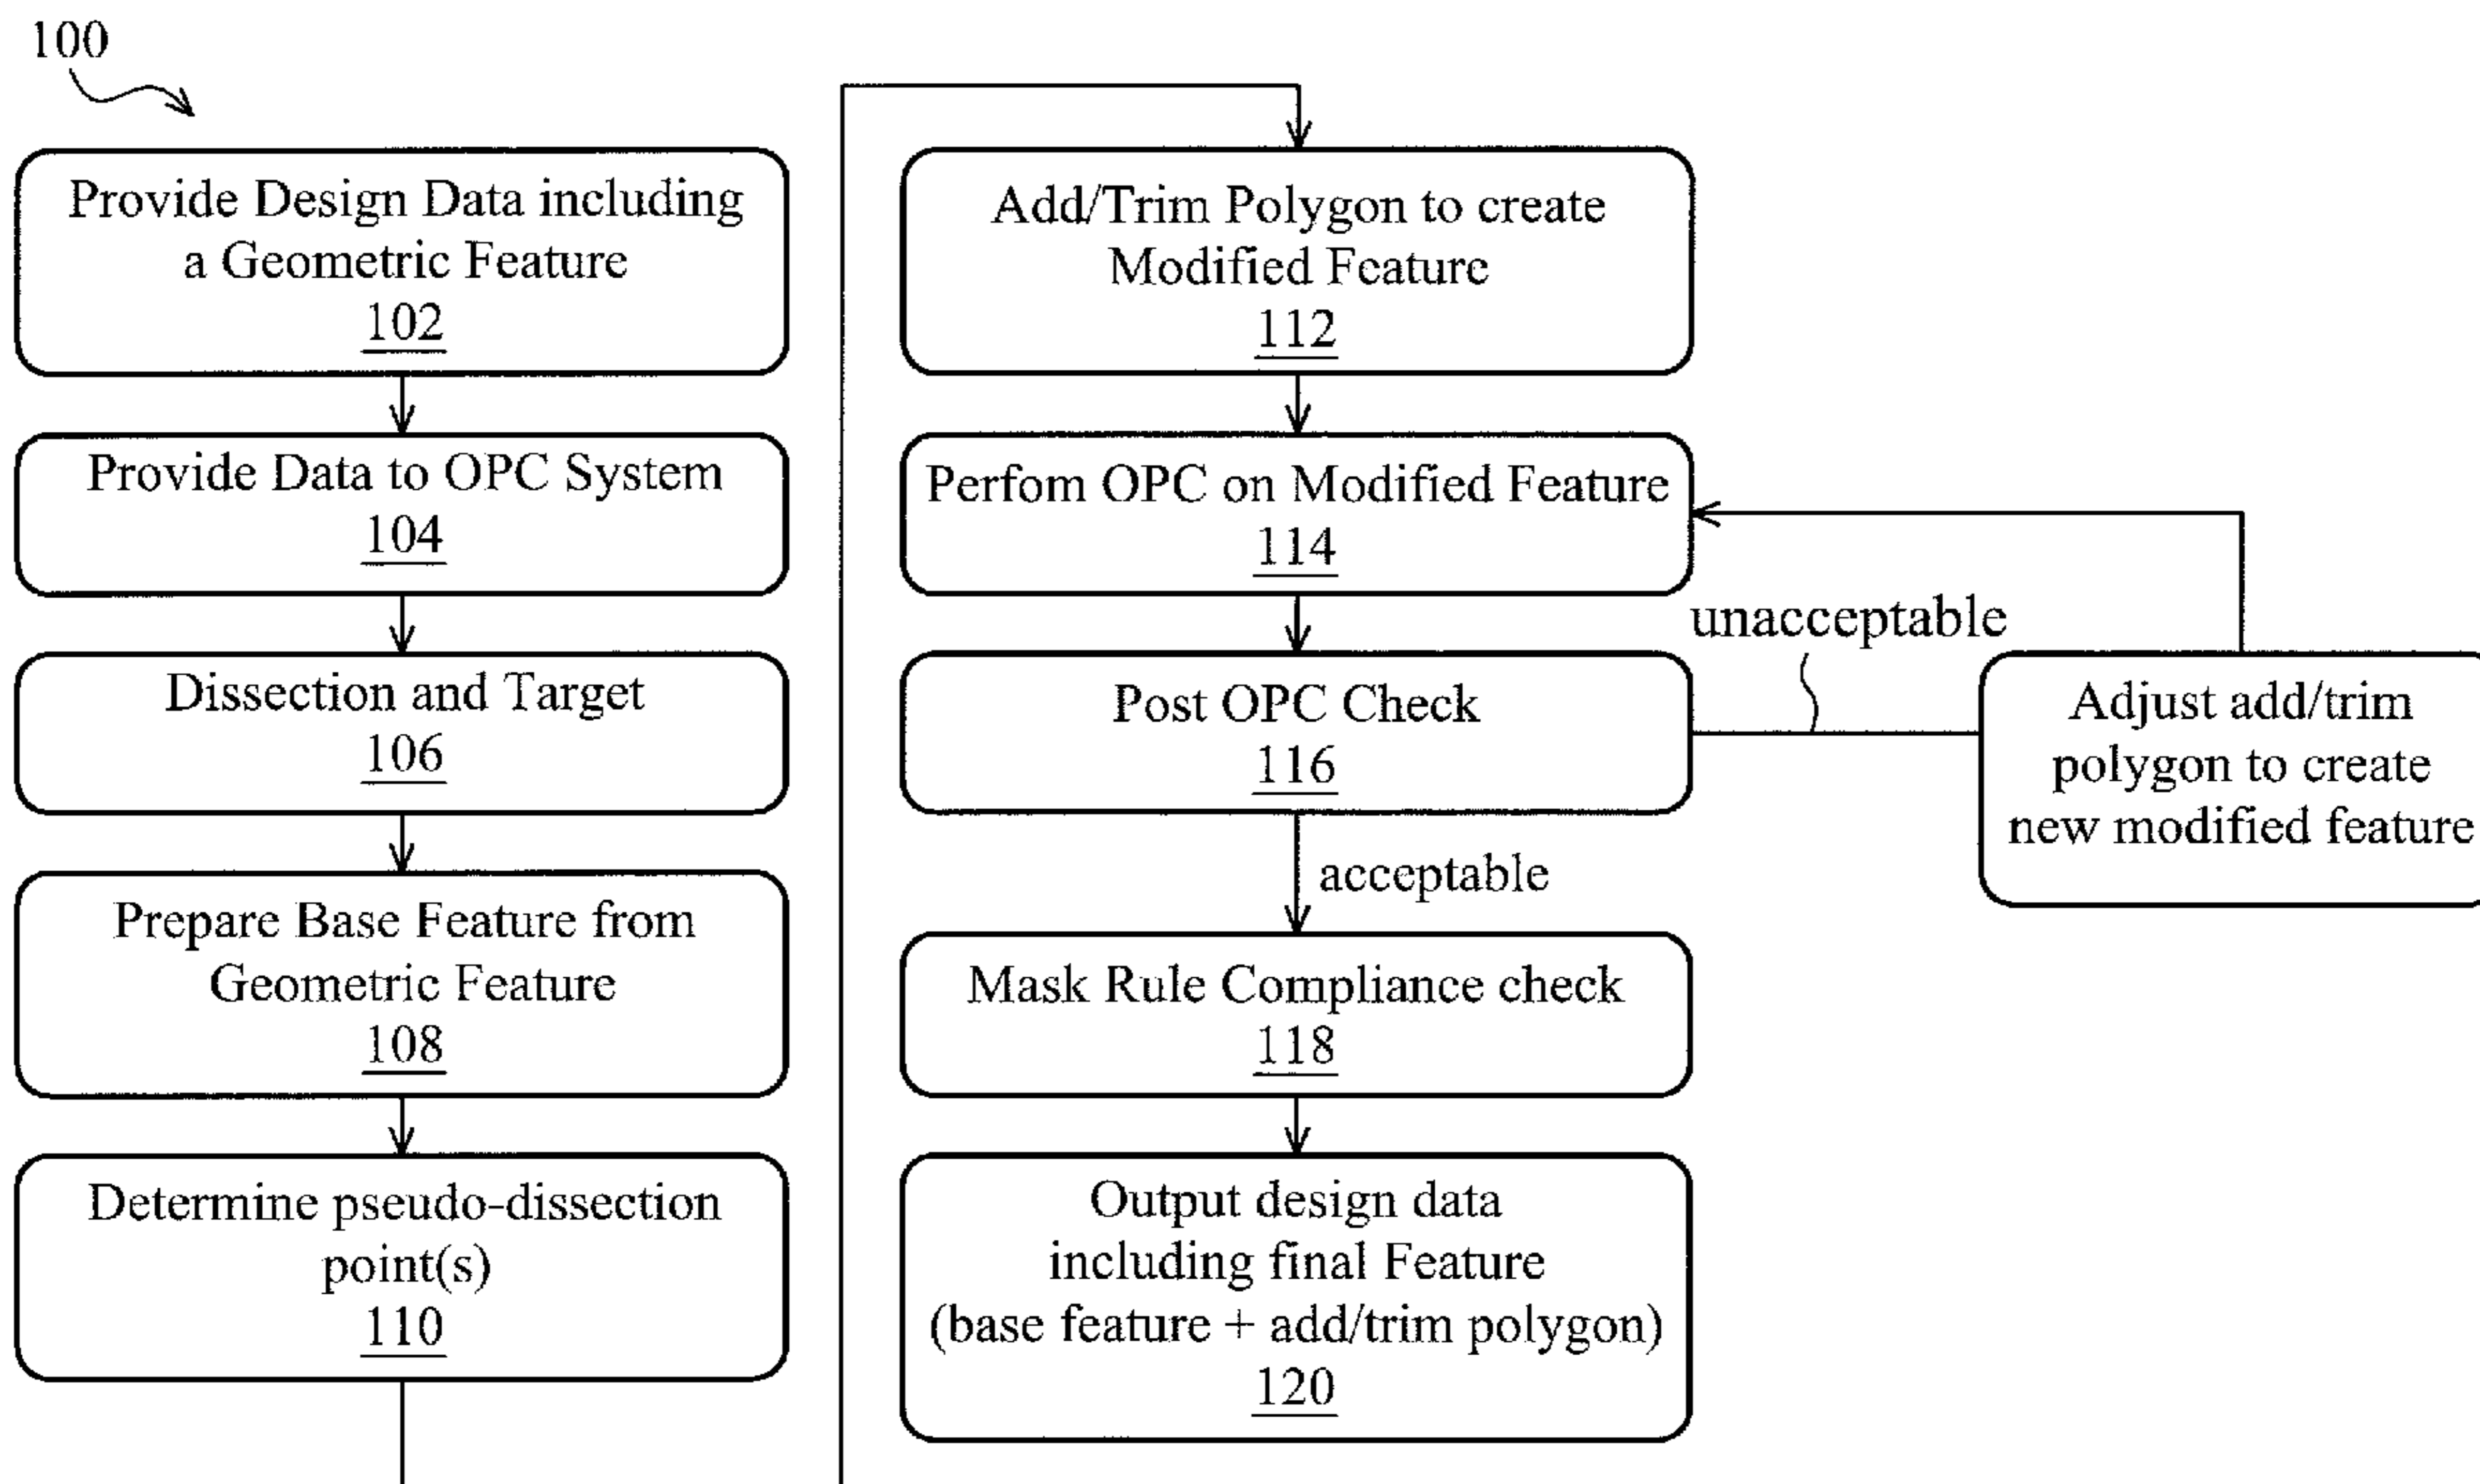 100
Provide Design Data including
a Geometric Feature
102
Provide Data to OPC System
104
Dissection and Target
106
Prepare Base Feature from
Geometric Feature
108
Determine pseudo-dissection
point(s)
110
Add/Trim Polygon to create
Modified Feature
112
Perfom OPC on Modified Feature
114
Post OPC Check
116
unacceptable
Adjust add/trim
polygon to create
new modified feature
acceptable
Mask Rule Compliance check
118
Output design data
including final Feature
(base feature + add/trim polygon)
120